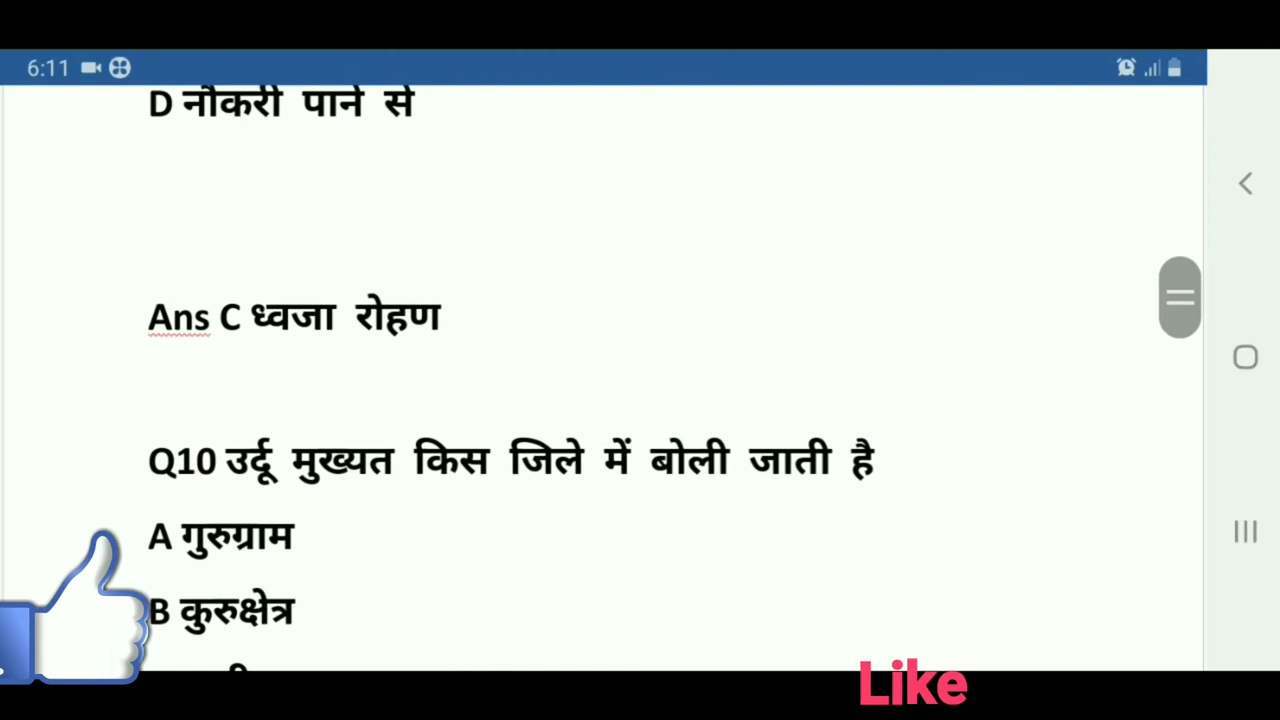 6:11
D नौकरी पाने से
Ans C ध्वजा रोहण
Q10 उर्दू मुख्यत किस जिले में बोली जाती है
A गुरुग्राम
B कुरुक्षेत्र
Like